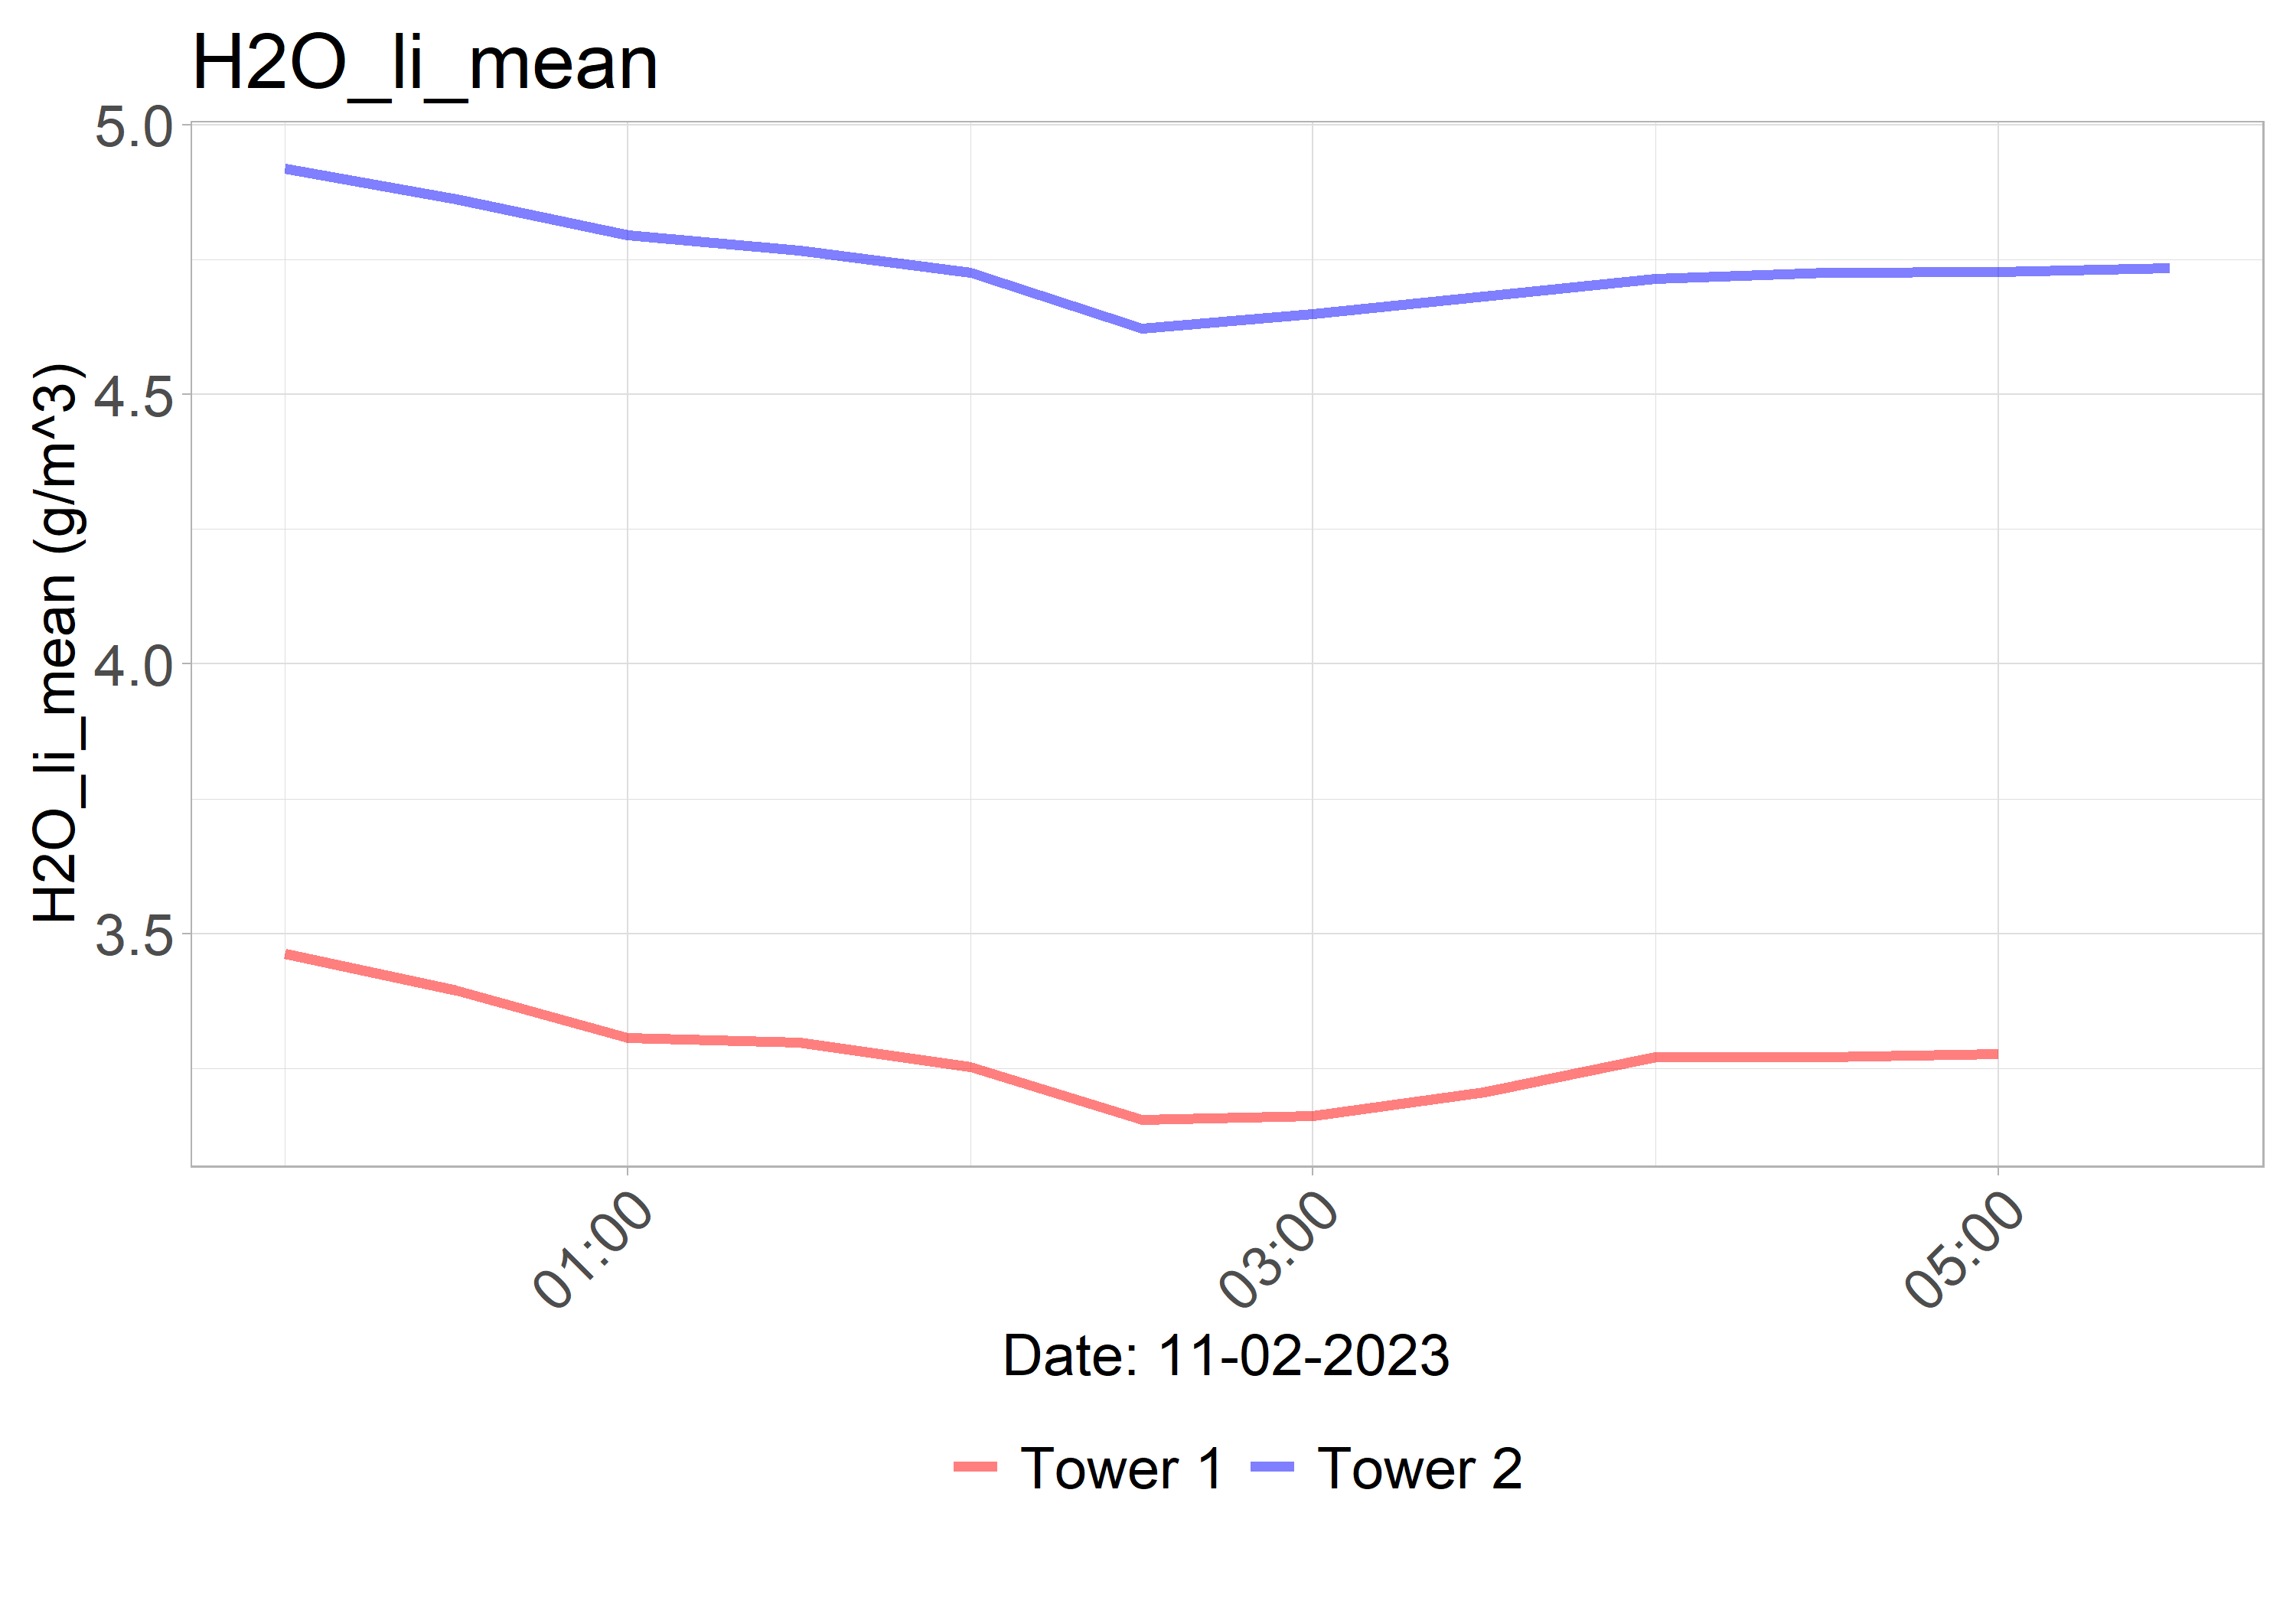 H2O_li_mean
H2O_li_mean (g/m^3)
5.0
4.5
4.0
3.5
01:00
03:00
05:00
Date: 11-02-2023
Tower 1
Tower 2